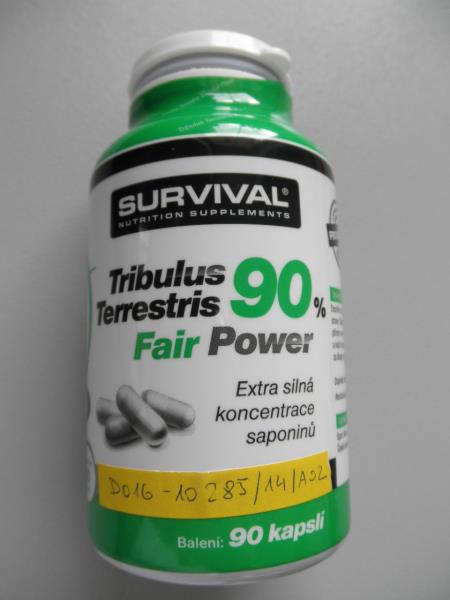 SURVIVAL®
NUTRITION SUPPLEMENTS
Tribulus
Terrestris 90%
Fair Power
Extra silná
koncentrace
saponinů
D016-10285/14/A02
Balení: 90 kapslí